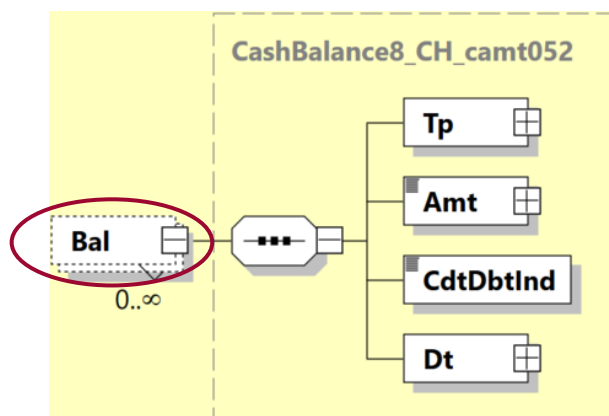 CashBalance8_CH_camt052
Tp
Amt
Bal
0..∞
CdtDbtInd
Dt